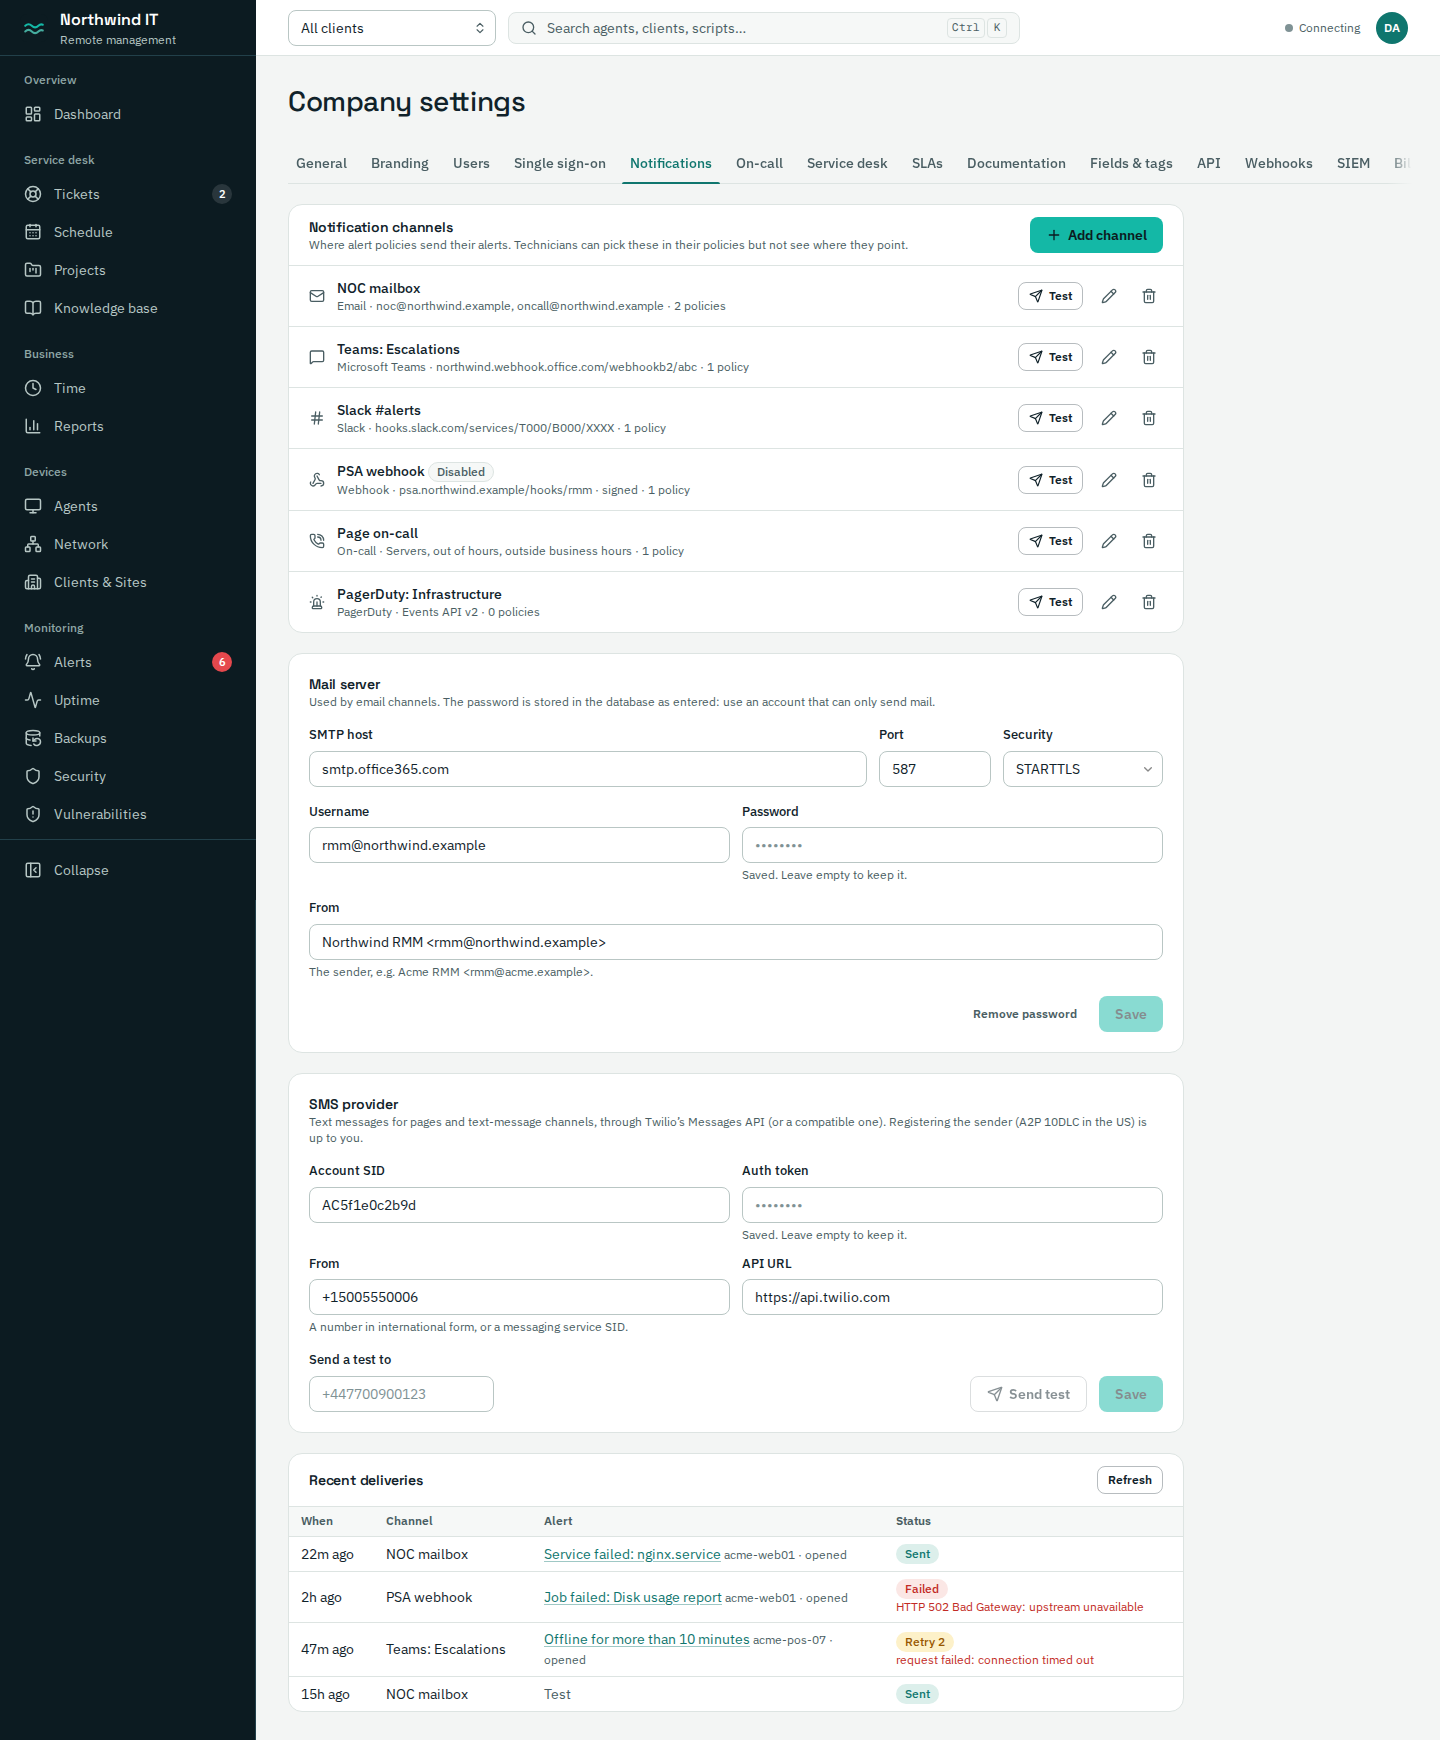 Northwind IT
Remote management
All clients
Search agents, clients, scripts...
Ctrl K
Connecting
DA
Overview
Dashboard
Service desk
Tickets 2
Schedule
Projects
Knowledge base
Business
Time
Reports
Devices
Agents
Network
Clients & Sites
Monitoring
Alerts 6
Uptime
Backups
Security
Vulnerabilities
Collapse
Company settings
General Branding Users Single sign-on Notifications On-call Service desk SLAs Documentation Fields & tags API Webhooks SIEM
Notification channels
Where alert policies send their alerts. Technicians can pick these in their policies but not see where they point.
Add channel
NOC mailbox
Email · noc@northwind.example, oncall@northwind.example · 2 policies
Test
Teams: Escalations
Microsoft Teams · northwind.webhook.office.com/webhookb2/abc · 1 policy
Test
Slack #alerts
Slack · hooks.slack.com/services/T000/B000/XXXX · 1 policy
Test
PSA webhook Disabled
Webhook · psa.northwind.example/hooks/rmm · signed · 1 policy
Test
Page on-call
On-call · Servers, out of hours, outside business hours · 1 policy
Test
PagerDuty: Infrastructure
PagerDuty · Events API v2 · 0 policies
Test
Mail server
Used by email channels. The password is stored in the database as entered: use an account that can only send mail.
SMTP host Port Security
smtp.office365.com 587 STARTTLS
Username Password
rmm@northwind.example ••••••••
Saved. Leave empty to keep it.
From
Northwind RMM <rmm@northwind.example>
The sender, e.g. Acme RMM <rmm@acme.example>.
Remove password Save
SMS provider
Text messages for pages and text-message channels, through Twilio's Messages API (or a compatible one). Registering the sender (A2P 10DLC in the US) is
up to you.
Account SID Auth token
AC5f1e0c2b9d ••••••••
Saved. Leave empty to keep it.
From API URL
+15005550006 https://api.twilio.com
A number in international form, or a messaging service SID.
Send a test to
+447700900123 Send test Save
Recent deliveries Refresh
When Channel Alert Status
22m ago NOC mailbox Service failed: nginx.service acme-web01 · opened Sent
2h ago PSA webhook Job failed: Disk usage report acme-web01 · opened Failed
HTTP 502 Bad Gateway: upstream unavailable
47m ago Teams: Escalations Offline for more than 10 minutes acme-pos-07 ·
opened Retry 2
request failed: connection timed out
15h ago NOC mailbox Test Sent